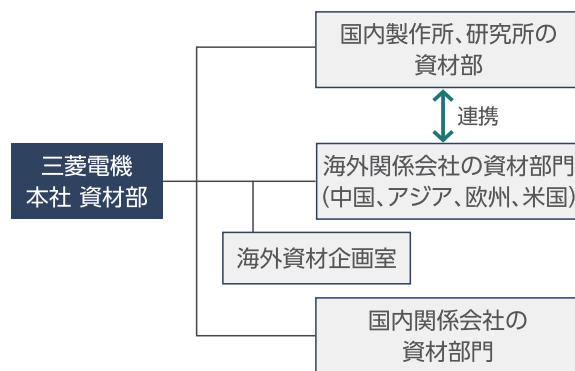 国内製作所、研究所の
資材部
連携
三菱電機
本社 資材部
海外関係会社の資材部門
(中国、アジア、欧州、米国)
海外資材企画室
国内関係会社の
資材部門